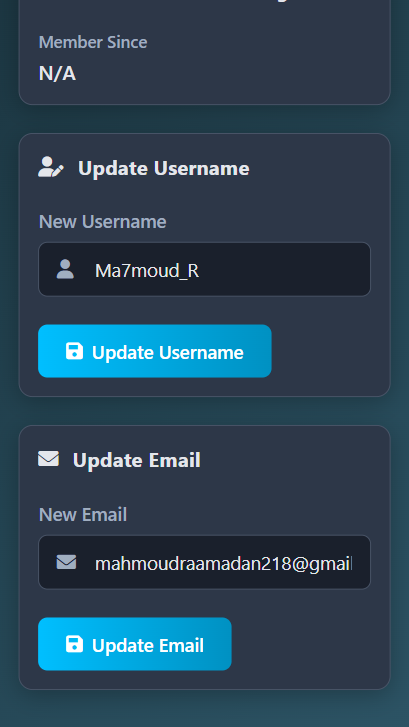 Member Since
N/A
Update Username
New Username
Ma7moud_R
Update Username
Update Email
New Email
mahmoudraamadan218@gmail
Update Email